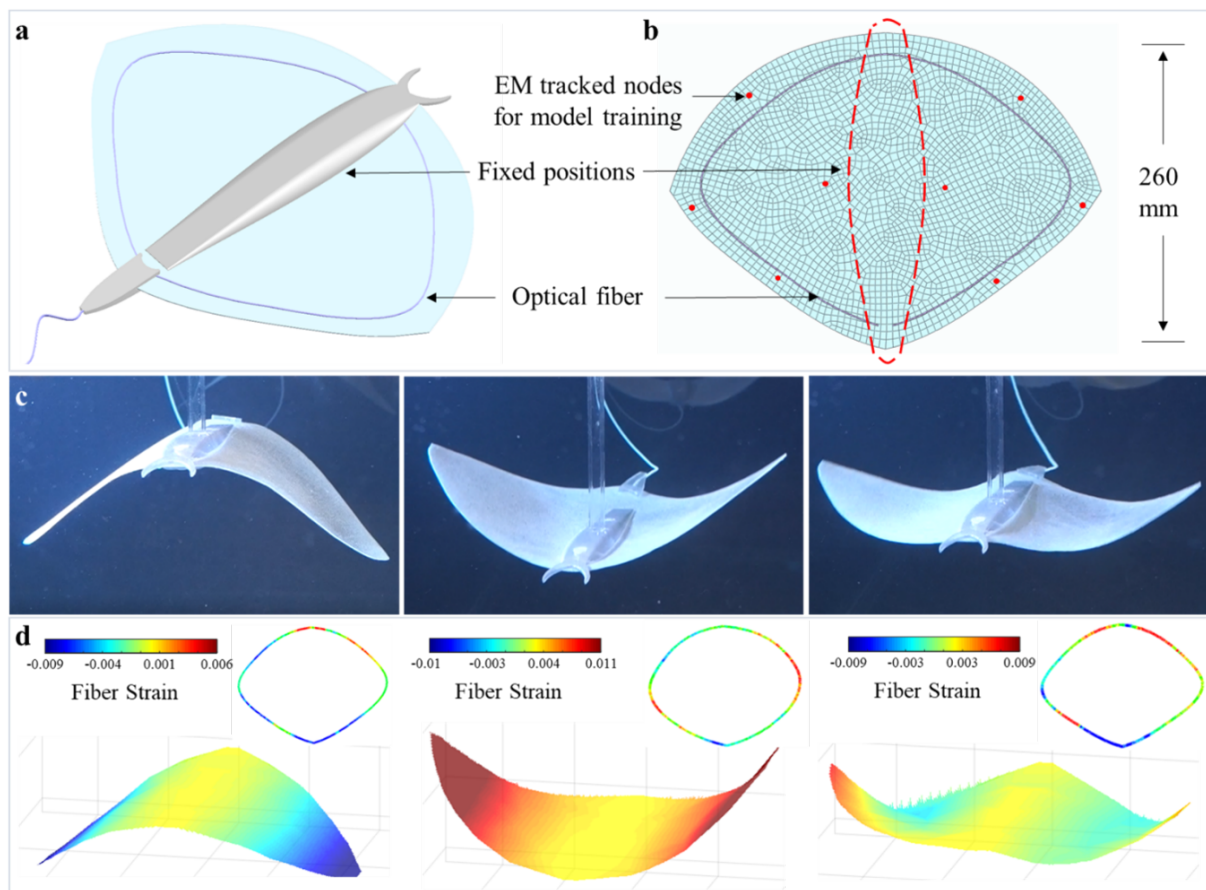 a
b
EM tracked nodes
for model training
Fixed positions
Optical fiber
260
mm
c
d
-0.009 -0.004 0.001 0.006
Fiber Strain
-0.01 -0.003 0.004 0.011
Fiber Strain
-0.009 -0.003 0.003 0.009
Fiber Strain